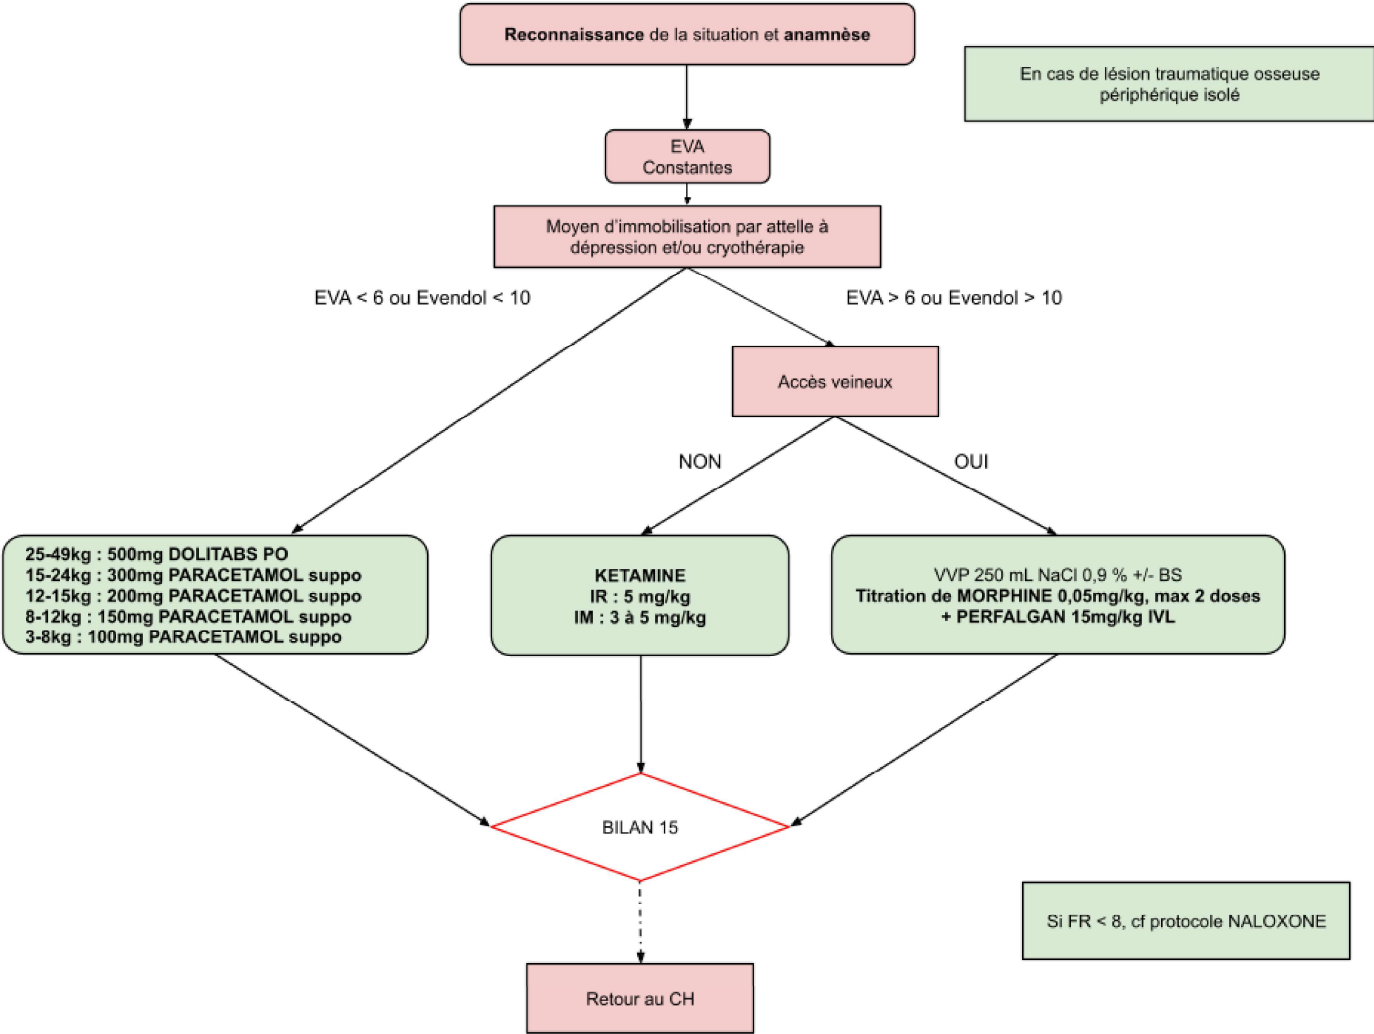 Reconnaissance de la situation et anamnèse
En cas de lésion traumatique osseuse
périphérique isolé
EVA
Constantes
Moyen d'immobilisation par attelle à
dépression et/ou cryothérapie
EVA < 6 ou Evendol < 10
EVA > 6 ou Evendol > 10
Accès veineux
NON
OUI
25-49kg : 500mg DOLITABS PO
15-24kg : 300mg PARACETAMOL suppo
12-15kg : 200mg PARACETAMOL suppo
8-12kg : 150mg PARACETAMOL suppo
3-8kg : 100mg PARACETAMOL suppo
KETAMINE
IR : 5 mg/kg
IM : 3 à 5 mg/kg
VVP 250 mL NaCl 0,9 % +/- BS
Titration de MORPHINE 0,05mg/kg, max 2 doses
+ PERFALGAN 15mg/kg IVL
BILAN 15
Si FR < 8, cf protocole NALOXONE
Retour au CH